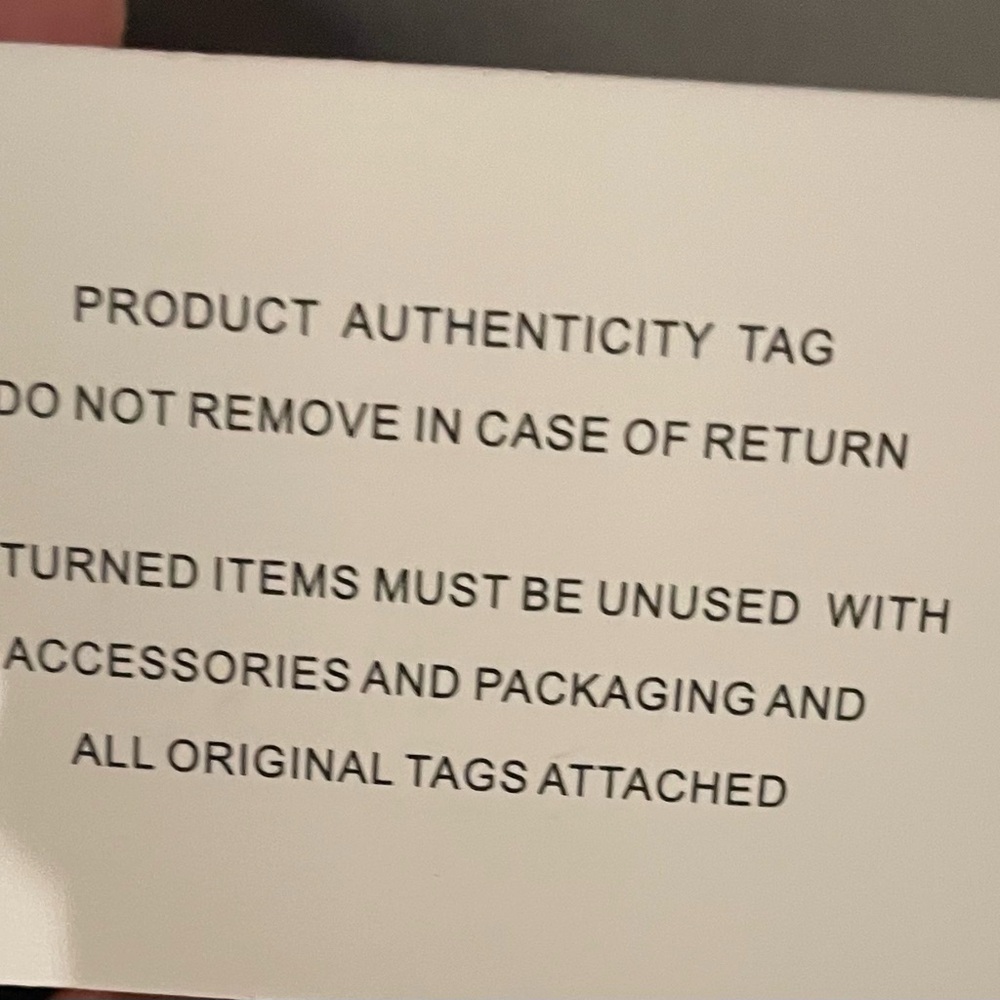 PRODUCT AUTHENTICITY TAG
DO NOT REMOVE IN CASE OF RETURN
TURNED ITEMS MUST BE UNUSED WITH
ACCESSORIES AND PACKAGING AND
ALL ORIGINAL TAGS ATTACHED